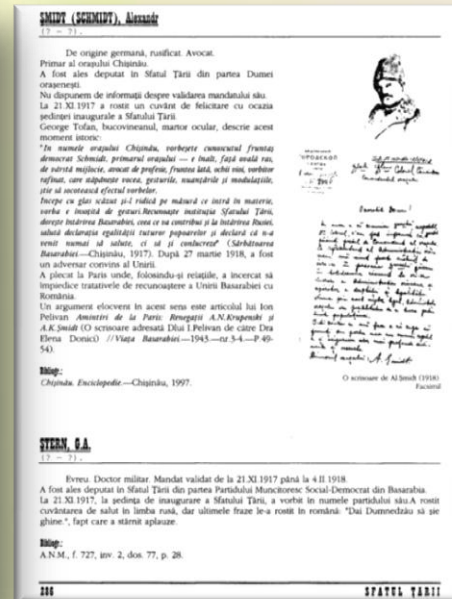 ȘMIDT (SCHMIDT), Alexandr
(? – ?).
De origine germană, rusificat. Avocat.
Primar al orașului Chișinău.
A fost ales deputat în Sfatul Țării din partea Dumei
orașenești.
Nu dispunem de informații despre validarea mandatului său.
La 21.XI.1917 a rostit un cuvânt de felicitare cu ocazia
ședinței inaugurale a Sfatului Țării.
George Tofan, bucovineanul, martor ocular, descrie acest
moment istoric:
"În numele orașului Chișinău, vorbește cunoscutul fruntaș
democrat Schmidt, primarul orașului — e înalt, față ovală ras,
de vârstă mijlocie, avocat de profesie, fruntea lată, ochii vioi, vorbitor
rafinat, care stăpânește vocea, gesturile, nuanțările și modulațiile,
știe să socotească efectul vorbelor.
Începe cu glas scăzut și-l ridică pe măsură ce intră în materie,
vorba e însoțită de gesturi. Recunoaște instituția Sfatului Țării,
dorește întărirea Basarabiei, ceea ce va contribui și la întărirea Rusiei,
salută declarația egalității tuturor popoarelor și declară că n-a
venit numai să salute, ci să și conlucreze" (Sărbătoarea
Basarabiei.—Chișinău, 1917). După 27 martie 1918, a fost
un adversar convins al Unirii.
A plecat la Paris unde, folosindu-și relațiile, a încercat să
împiedice tratativele de recunoaștere a Unirii Basarabiei cu
România.
Un argument elocvent în acest sens este articolul lui Ion
Pelivan Amintiri de la Paris: Renegații A.N.Krupenski și
A.K.Șmidt (O scrisoare adresată Dlui I.Pelivan de către Dra
Elena Donici) //Viața Basarabiei—1943—nr.3-4.—P.49-
54).
Bibliogr.:
Chișinău. Enciclopedie.—Chișinău, 1997.
O scrisoare de Al.Șmidt (1918)
Facsimil
ȘTERN, G.A.
(? – ?).
Evreu. Doctor militar. Mandat validat de la 21.XI.1917 până la 4.II.1918.
A fost ales deputat în Sfatul Țării din partea Partidului Muncitoresc Social-Democrat din Basarabia.
La 21.XI.1917, la ședința de inaugurare a Sfatului Țării, a vorbit în numele partidului său.A rostit
cuvântarea de salut în limba rusă, dar ultimele fraze le-a rostit în română: "Dai Dumnedzău să șie
ghine.", fapt care a stârnit aplauze.
Bibliogr.:
A.N.M., f. 727, inv. 2, dos. 77, p. 28.
286
SFATUL ȚĂRII